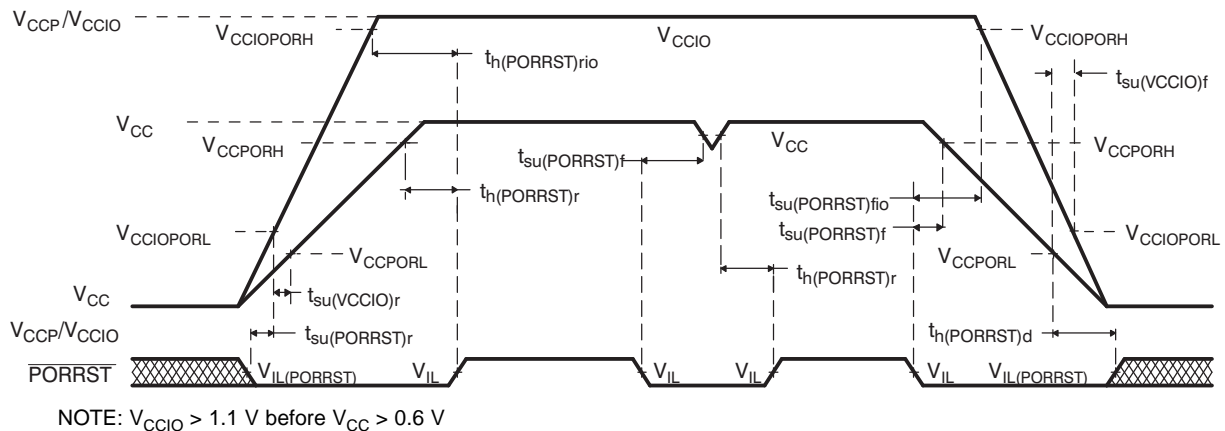 VCCP/VCCIO
VCCIOPORH
VCCIO
VCCIOPORH
th(PORRST)rio
tsu(VCCIO)f
VCC
VCCPORH
tsu(PORRST)f
VCC
VCCPORH
th(PORRST)r
tsu(PORRST)fio
VCCIOPORL
tsu(PORRST)f
VCCIOPORL
VCCPORL
VCCPORL
th(PORRST)r
VCC
tsu(VCCIO)r
VCCP/VCCIO
tsu(PORRST)r
th(PORRST)d
PORRST
VIL(PORRST)
VIL
VIL
VIL
VIL
VIL(PORRST)
NOTE: VCCIO > 1.1 V before VCC > 0.6 V